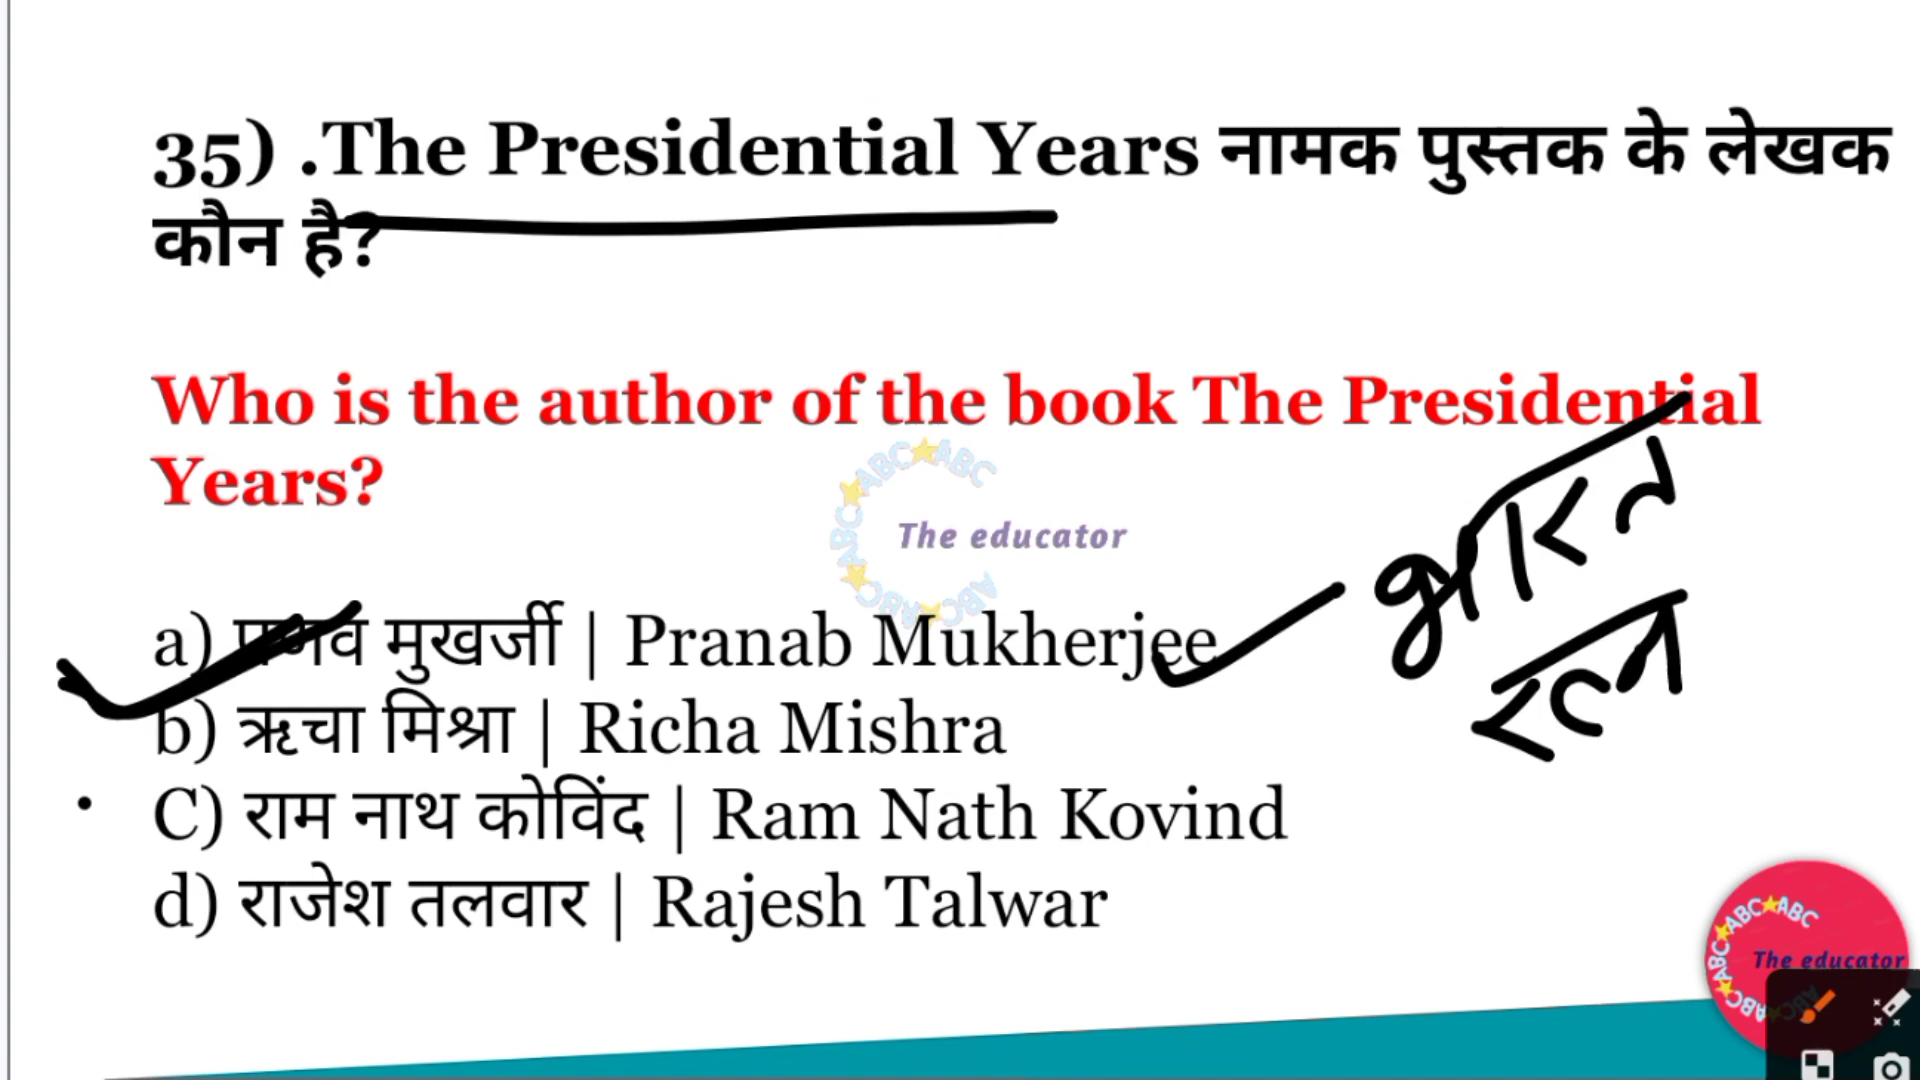 35) .The Presidential Years नामक पुस्तक के लेखक
कौन है?
Who is the author of the book The Presidential
Years?
The educator
a) प्रणव मुखर्जी | Pranab Mukherjee
भारत
रत्न
b) ऋचा मिश्रा | Richa Mishra
C) राम नाथ कोविंद | Ram Nath Kovind
d) राजेश तलवार | Rajesh Talwar
ABC ABC ABC ABC ABC
The educator